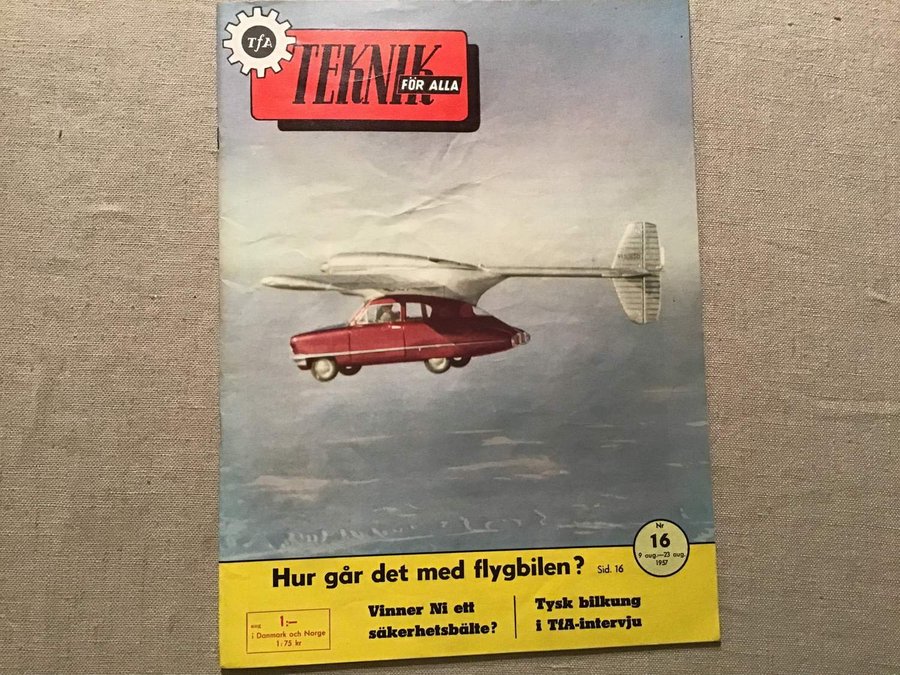 TfA
TEKNIK
FÖR ALLA
Nr
16
9 aug.—23 aug.
1957
Hur går det med flygbilen? Sid. 16
1:—
i Danmark och Norge
1:75 kr
Vinner Ni ett
säkerhetsbälte?
Tysk bilkung
i TfA-intervju